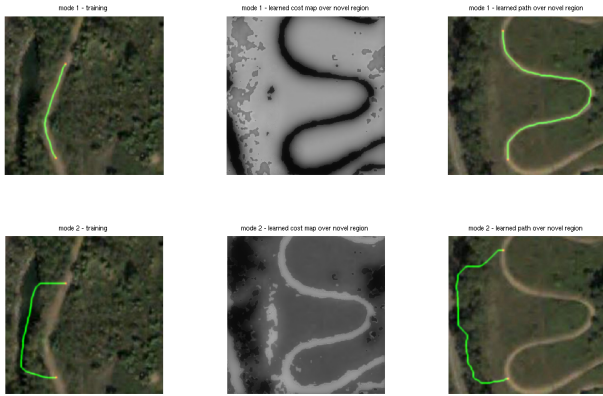 mode 1 - training
mode 1 - learned cost map over novel region
mode 1 - learned path over novel region
mode 2 - training
mode 2 - learned cost map over novel region
mode 2 - learned path over novel region